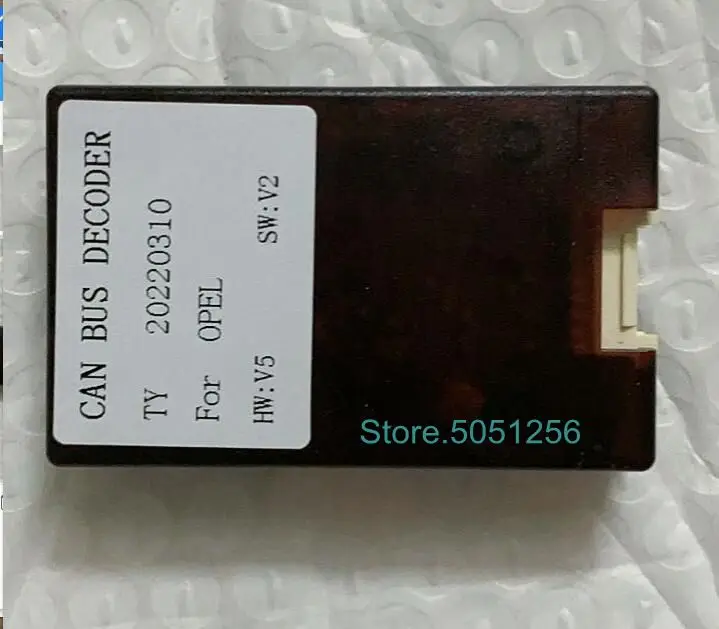 CAN BUS DECODER
TY 20220310
For OPEL
HW:V5 SW:V2
Store.5051256